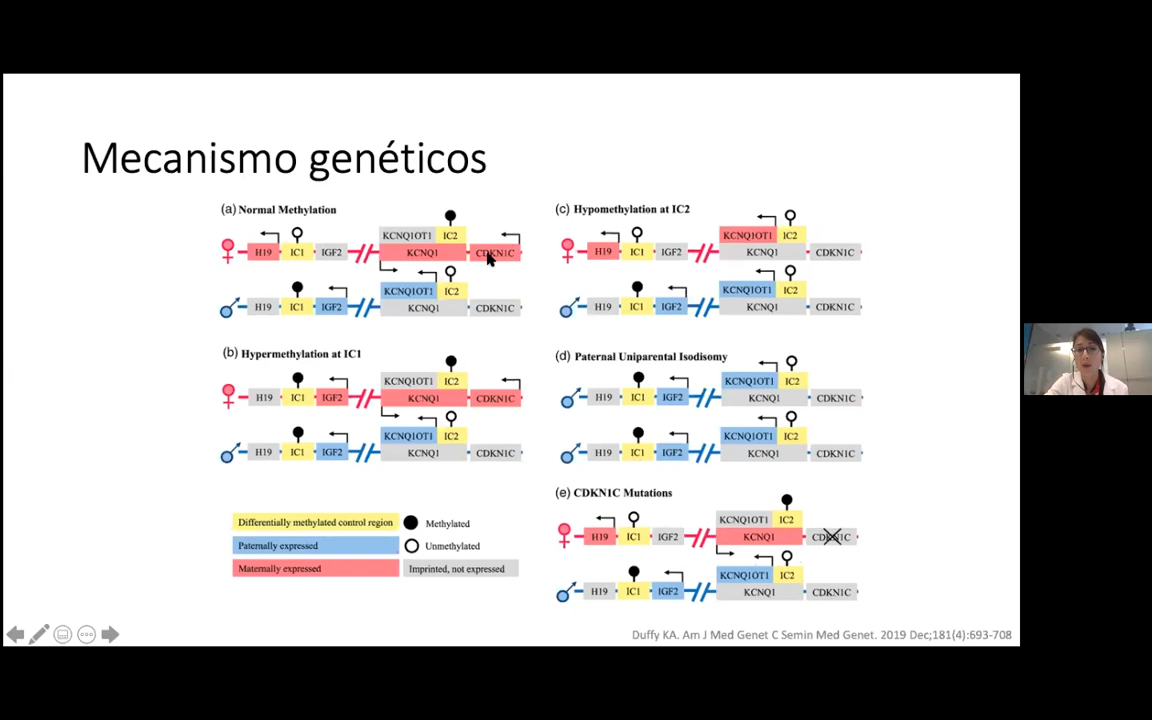 Mecanismo genéticos
(a) Normal Methylation
KCNQ1OT1 IC2
H19 IC1 IGF2 KCNQ1 CDKN1C
KCNQ1OT1 IC2
H19 IC1 IGF2 KCNQ1 CDKN1C
(b) Hypermethylation at IC1
KCNQ1OT1 IC2
H19 IC1 IGF2 KCNQ1 CDKN1C
KCNQ1OT1 IC2
H19 IC1 IGF2 KCNQ1 CDKN1C
Differentially methylated control region Methylated
Paternally expressed Unmethylated
Maternally expressed Imprinted, not expressed
(c) Hypomethylation at IC2
KCNQ1OT1 IC2
H19 IC1 IGF2 KCNQ1 CDKN1C
KCNQ1OT1 IC2
H19 IC1 IGF2 KCNQ1 CDKN1C
(d) Paternal Uniparental Isodisomy
KCNQ1OT1 IC2
H19 IC1 IGF2 KCNQ1 CDKN1C
KCNQ1OT1 IC2
H19 IC1 IGF2 KCNQ1 CDKN1C
(e) CDKN1C Mutations
KCNQ1OT1 IC2
H19 IC1 IGF2 KCNQ1 CDKN1C
KCNQ1OT1 IC2
H19 IC1 IGF2 KCNQ1 CDKN1C
Duffy KA. Am J Med Genet C Semin Med Genet. 2019 Dec;181(4):693-708